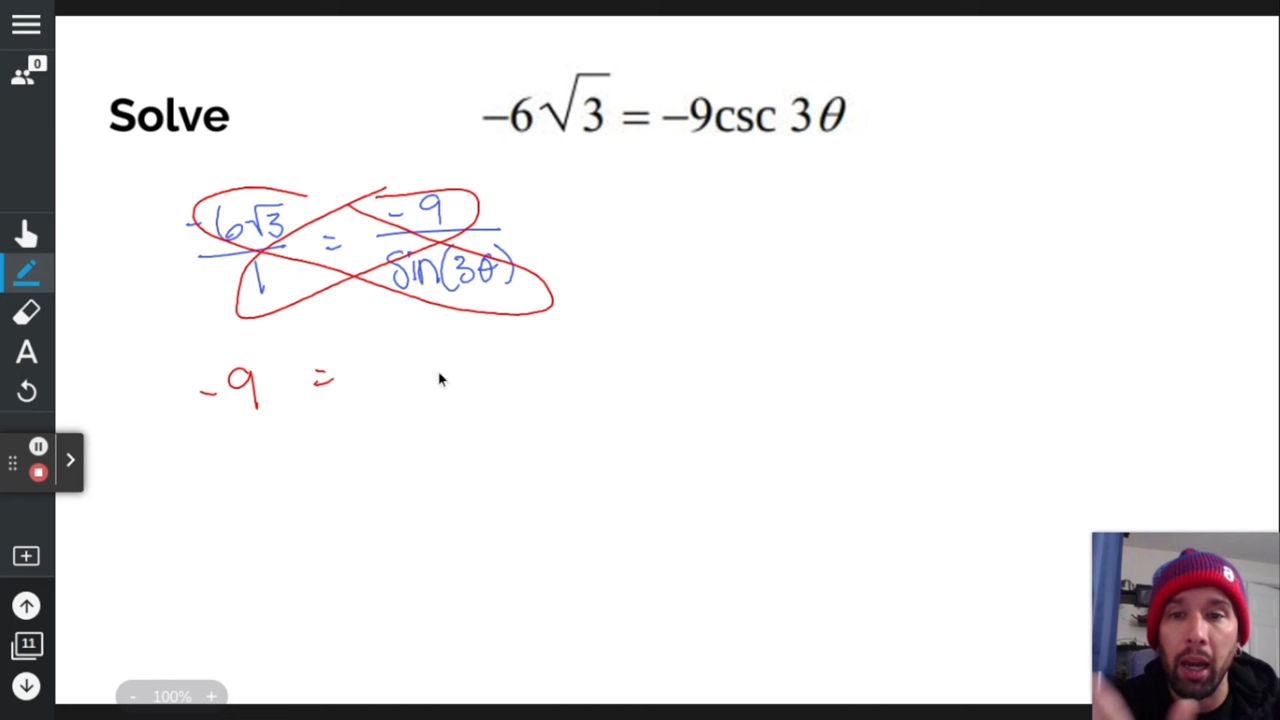 0
Solve −6√3 = −9csc 3θ
-6√3/1 = -9/sin(3θ)
-9 =
A
11
- 100% +